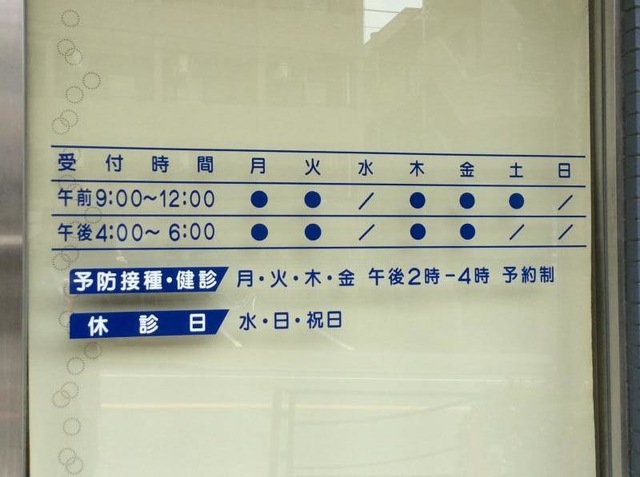 受付時間 月 火 水 木 金 土 日
午前9:00〜12:00 ● ● / ● ● ● /
午後4:00〜 6:00 ● ● / ● ● / /
予防接種・健診 月・火・木・金 午後2時-4時 予約制
休診日 水・日・祝日